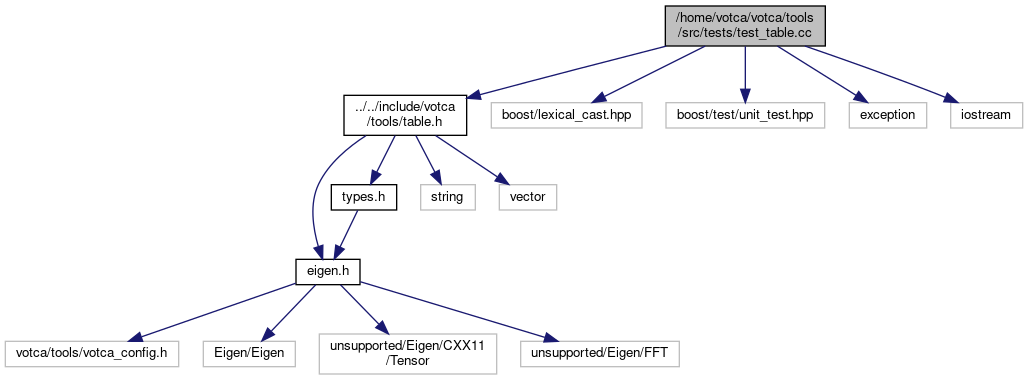 /home/votca/votca/tools
/src/tests/test_table.cc
../../include/votca
/tools/table.h
boost/lexical_cast.hpp
boost/test/unit_test.hpp
exception
iostream
types.h
string
vector
eigen.h
votca/tools/votca_config.h
Eigen/Eigen
unsupported/Eigen/CXX11
/Tensor
unsupported/Eigen/FFT